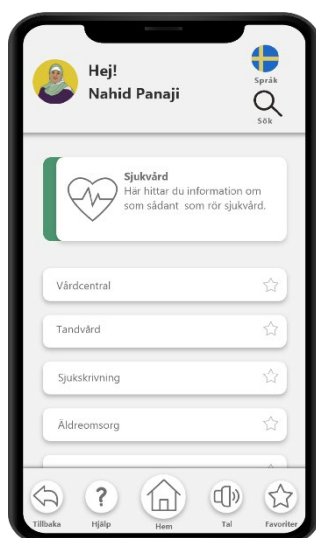 Hej!
Nahid Panaji
Språk
Sök
Sjukvård
Här hittar du information om
som sådant som rör sjukvård.
Vårdcentral
Tandvård
Sjukskrivning
Äldreomsorg
Tillbaka
Hjälp
Hem
Tal
Favoriter